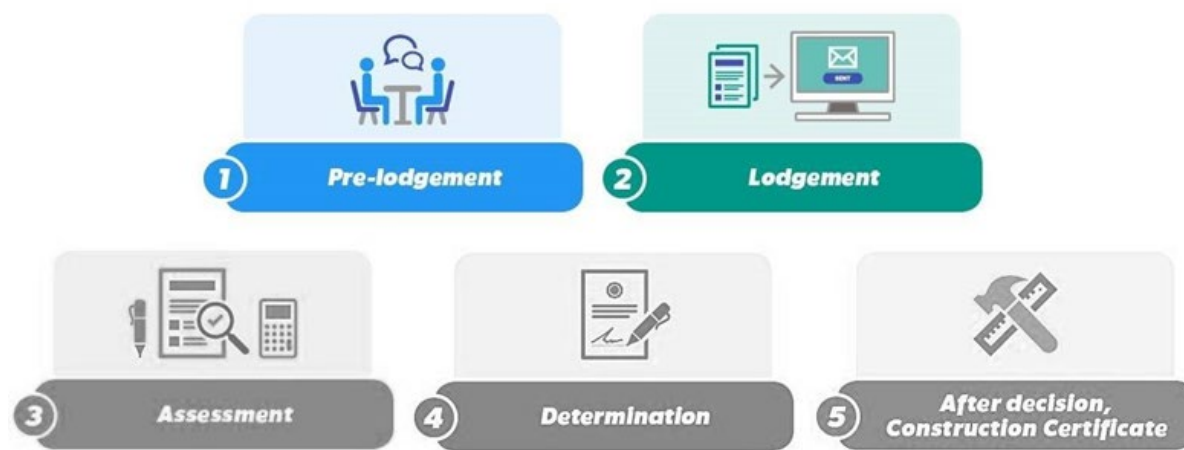 SENT
1 Pre-lodgement
2 Lodgement
3 Assessment
4 Determination
5 After decision,
Construction Certificate